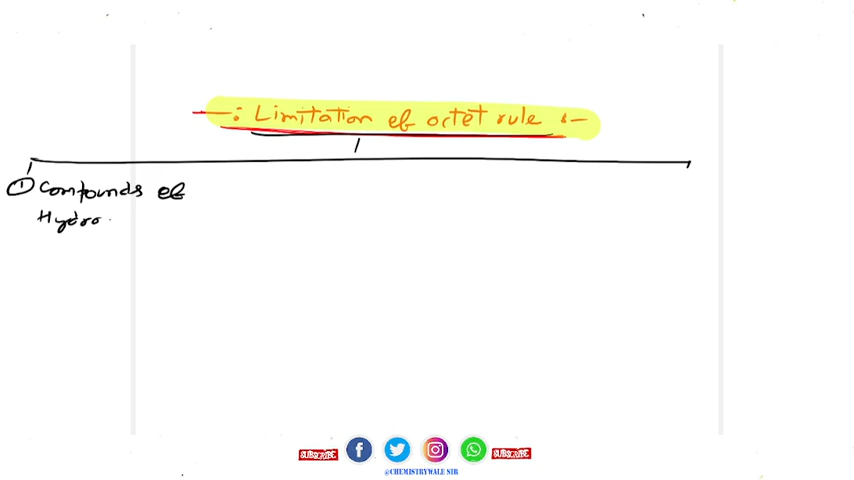 -: Limitation of octet rule :-
① Compounds of
Hydro
SUBSCRIBE
SUBSCRIBE
@CHEMISTRYWALE SIR